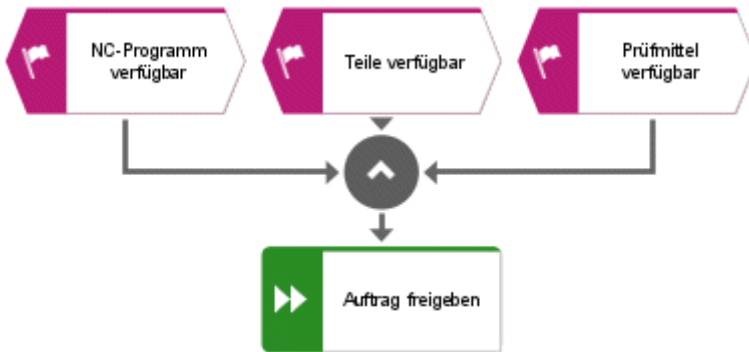 NC-Programm
verfügbar
Teile verfügbar
Prüfmittel
verfügbar
Auftrag freigeben